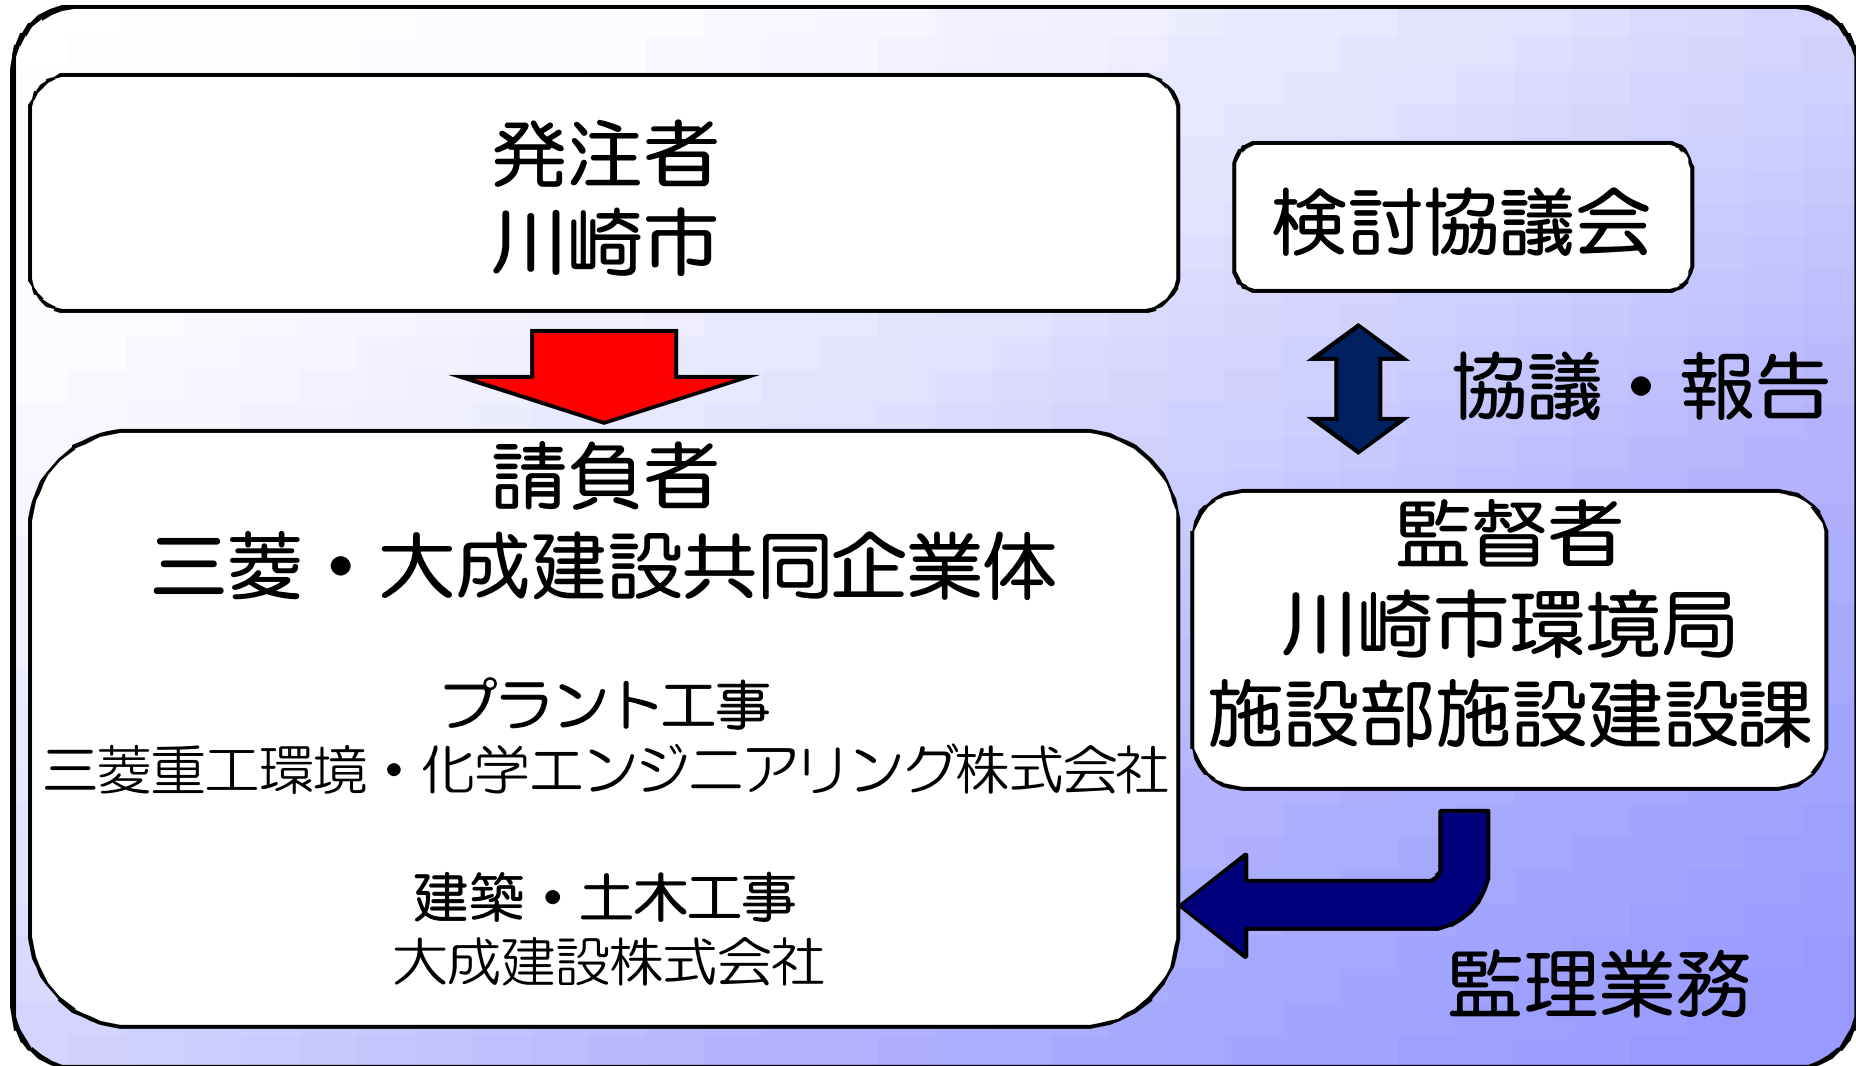 発注者
川崎市
検討協議会
協議・報告
請負者
三菱・大成建設共同企業体
プラント工事
三菱重工環境・化学エンジニアリング株式会社
建築・土木工事
大成建設株式会社
監督者
川崎市環境局
施設部施設建設課
監理業務